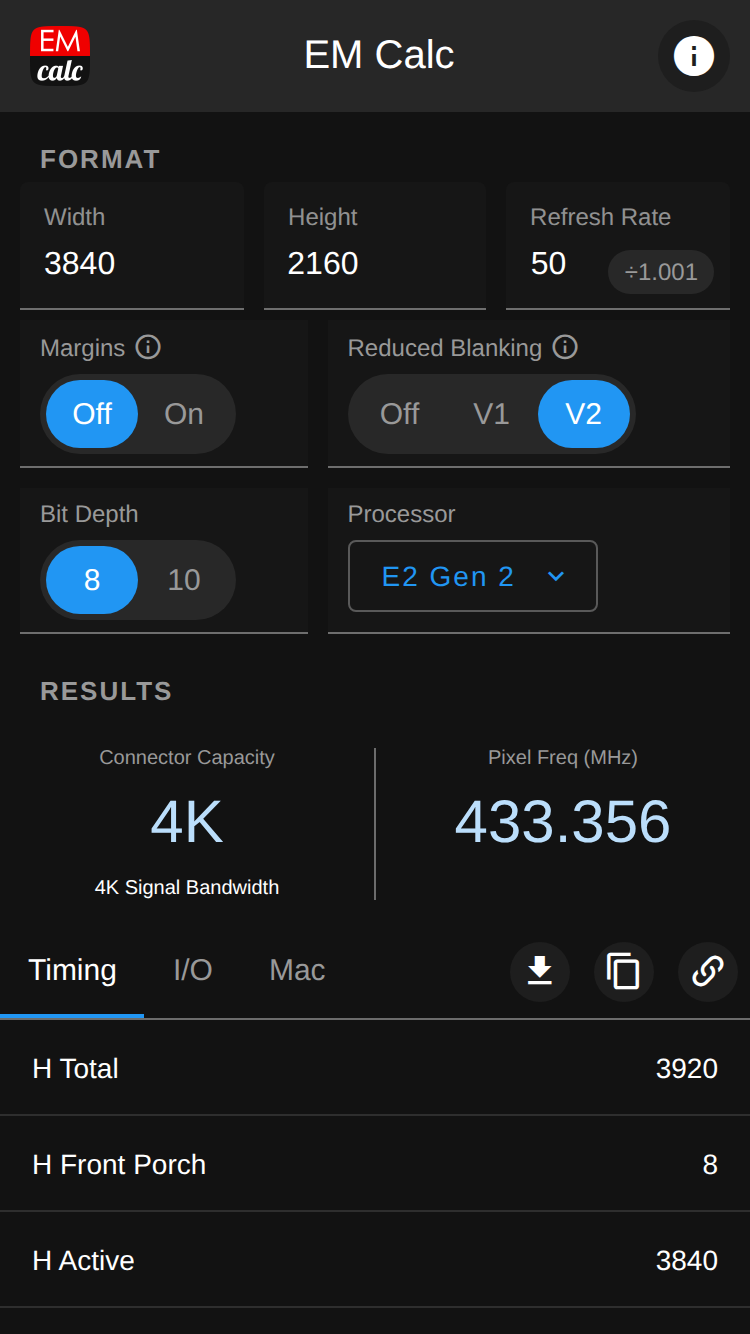 EM
calc
EM Calc
FORMAT
Width
3840
Height
2160
Refresh Rate
50
÷1.001
Margins
Off On
Reduced Blanking
Off V1 V2
Bit Depth
8 10
Processor
E2 Gen 2
RESULTS
Connector Capacity
4K
4K Signal Bandwidth
Pixel Freq (MHz)
433.356
Timing I/O Mac
H Total 3920
H Front Porch 8
H Active 3840